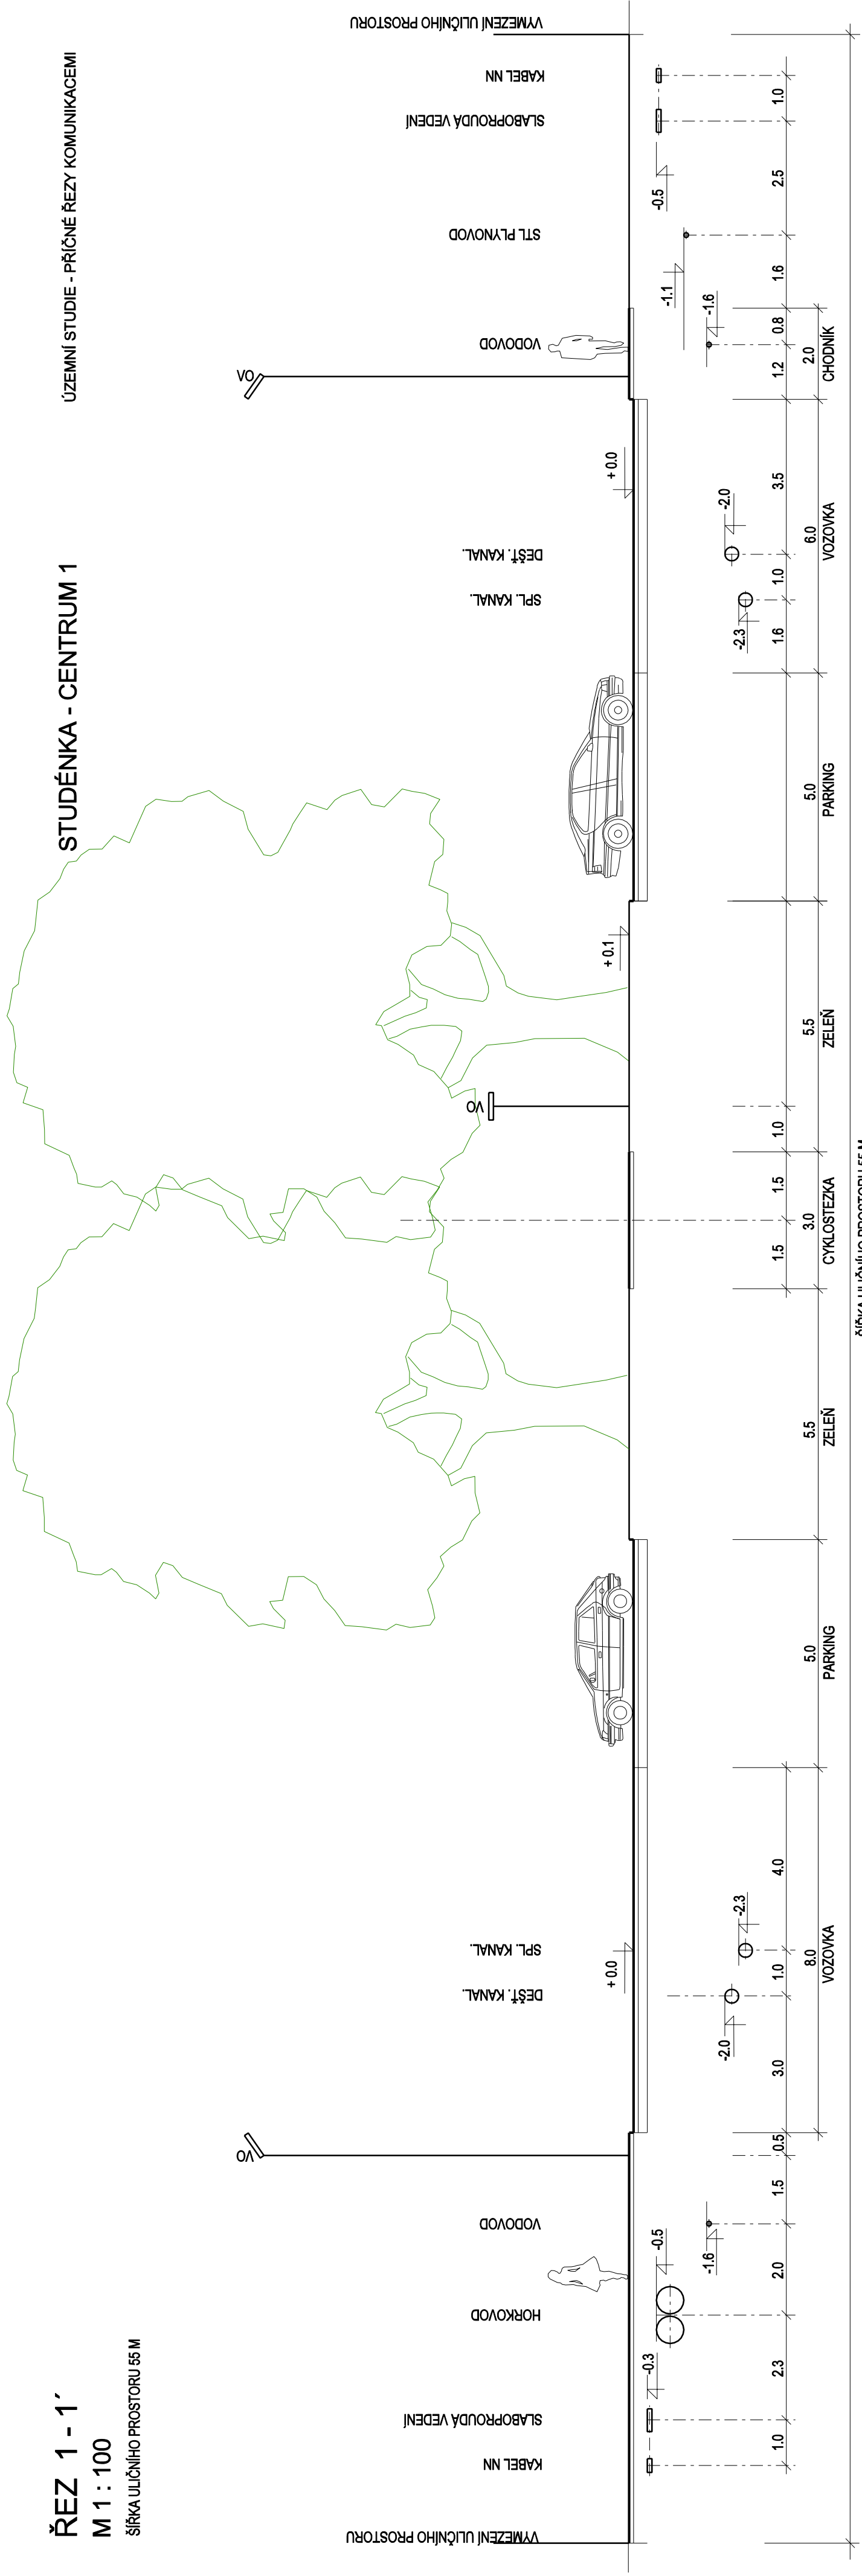 ŘEZ 1 - 1´
M 1 : 100
ŠÍŘKA ULIČNÍHO PROSTORU 55 M
STUDÉNKA - CENTRUM 1
ÚZEMNÍ STUDIE - PŘÍČNÉ ŘEZY KOMUNIKACEMI
VO
VO
VO
VYMEZENÍ ULIČNÍHO PROSTORU
KABEL NN
SLABOPROUDÁ VEDENÍ
HORKOVOD
VODOVOD
DEŠŤ. KANAL.
SPL. KANAL.
SPL. KANAL.
DEŠŤ. KANAL.
VODOVOD
STL PLYNOVOD
SLABOPROUDÁ VEDENÍ
KABEL NN
VYMEZENÍ ULIČNÍHO PROSTORU
+ 0.0
+ 0.1
+ 0.0
-0.3
-0.5
-1.6
-2.0
-2.3
-2.3
-2.0
-1.1
-1.6
-0.5
1.0
2.3
2.0
1.5
0.5
3.0
1.0
4.0
1.5
1.5
1.0
1.6
1.0
3.5
1.2
0.8
1.6
2.5
1.0
8.0
5.0
5.5
3.0
5.5
5.0
6.0
2.0
VOZOVKA
PARKING
ZELEŇ
CYKLOSTEZKA
ZELEŇ
PARKING
VOZOVKA
CHODNÍK
ŠÍŘKA ULIČNÍHO PROSTORU 55 M